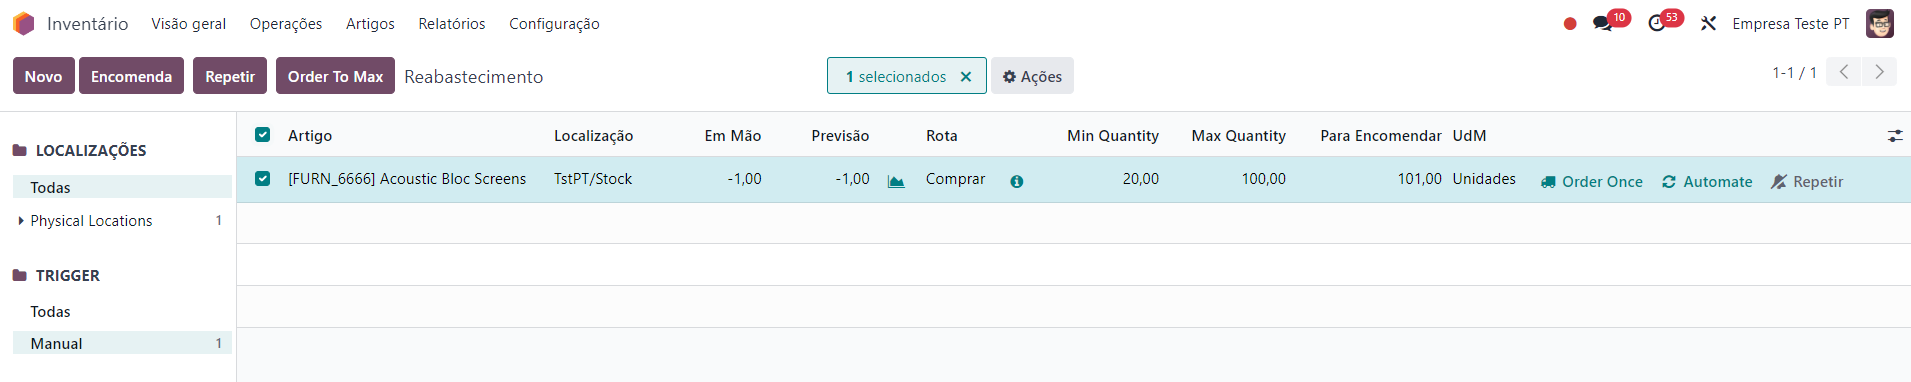 Inventário Visão geral Operações Artigos Relatórios Configuração 10 53 Empresa Teste PT
Novo Encomenda Repetir Order To Max Reabastecimento 1 selecionados × Ações 1-1 / 1
LOCALIZAÇÕES
Todas
Physical Locations 1
TRIGGER
Todas
Manual 1
Artigo Localização Em Mão Previsão Rota Min Quantity Max Quantity Para Encomendar UdM
[FURN_6666] Acoustic Bloc Screens TstPT/Stock -1,00 -1,00 Comprar 20,00 100,00 101,00 Unidades Order Once Automate Repetir